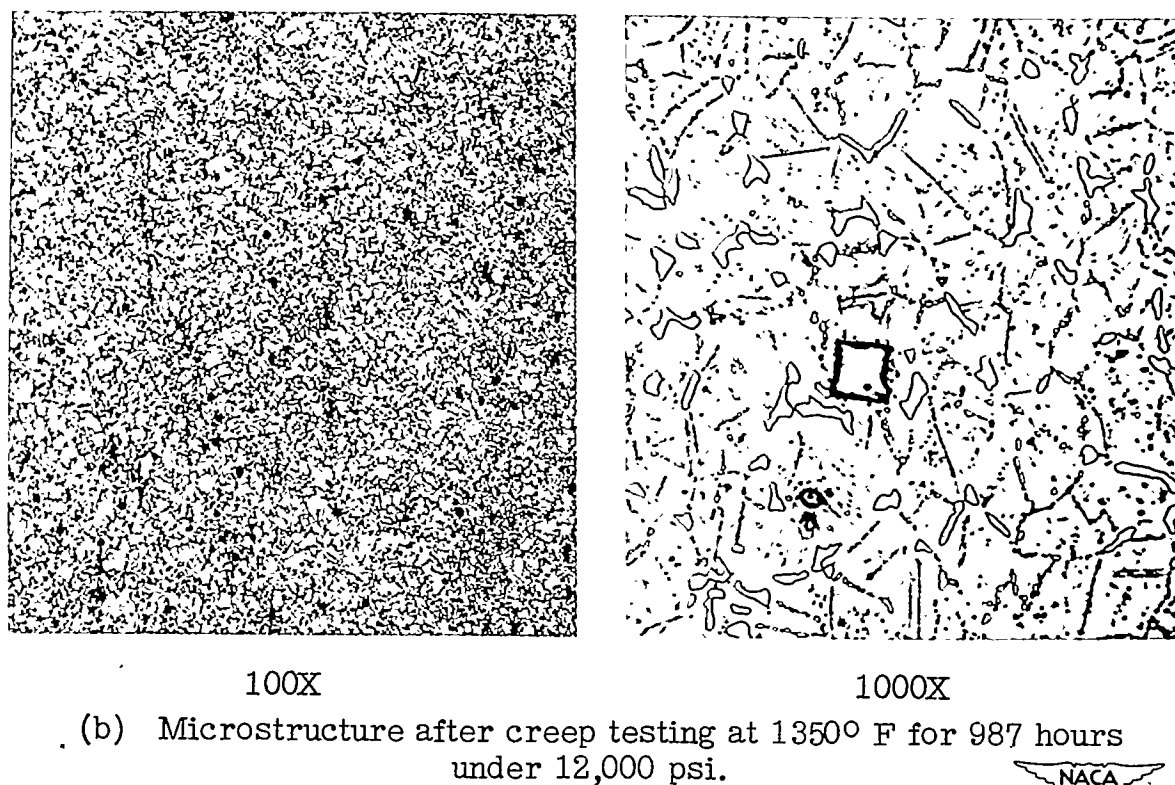 100X
1000X
(b) Microstructure after creep testing at 1350° F for 987 hours
under 12,000 psi.
NACA